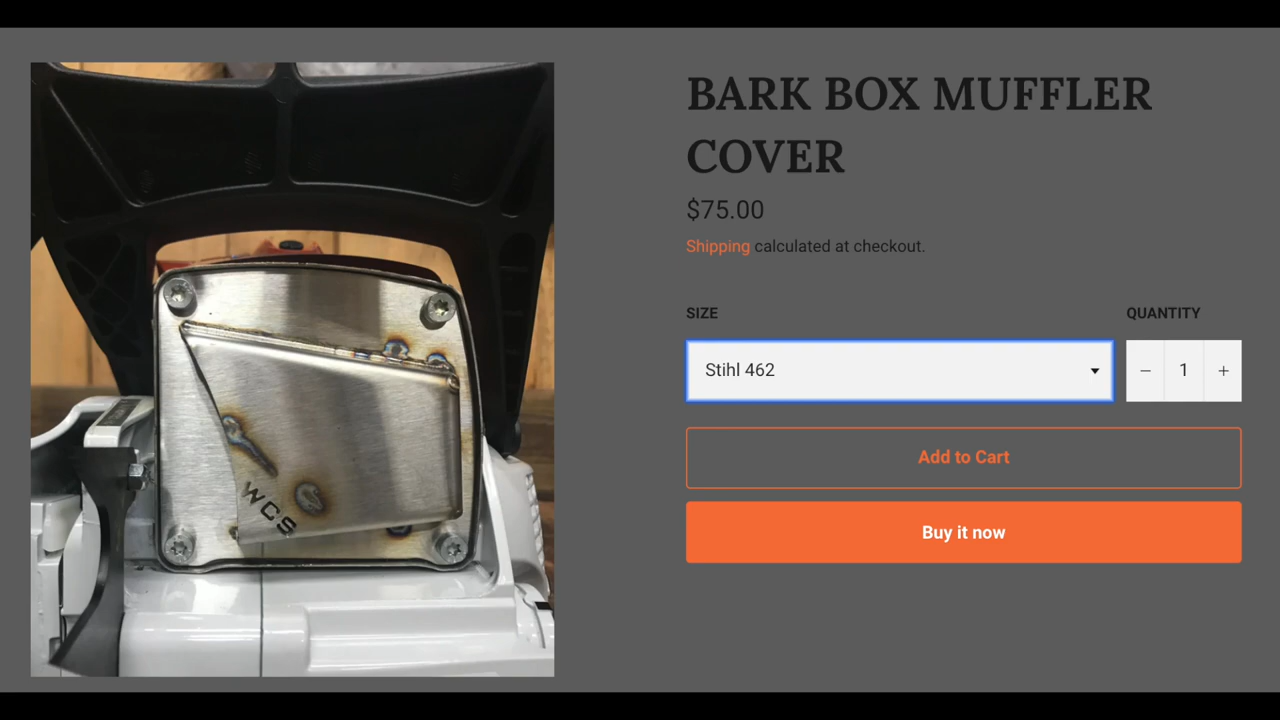 BARK BOX MUFFLER
COVER
$75.00
Shipping calculated at checkout.
SIZE
QUANTITY
Stihl 462
− 1 +
Add to Cart
Buy it now
WCS